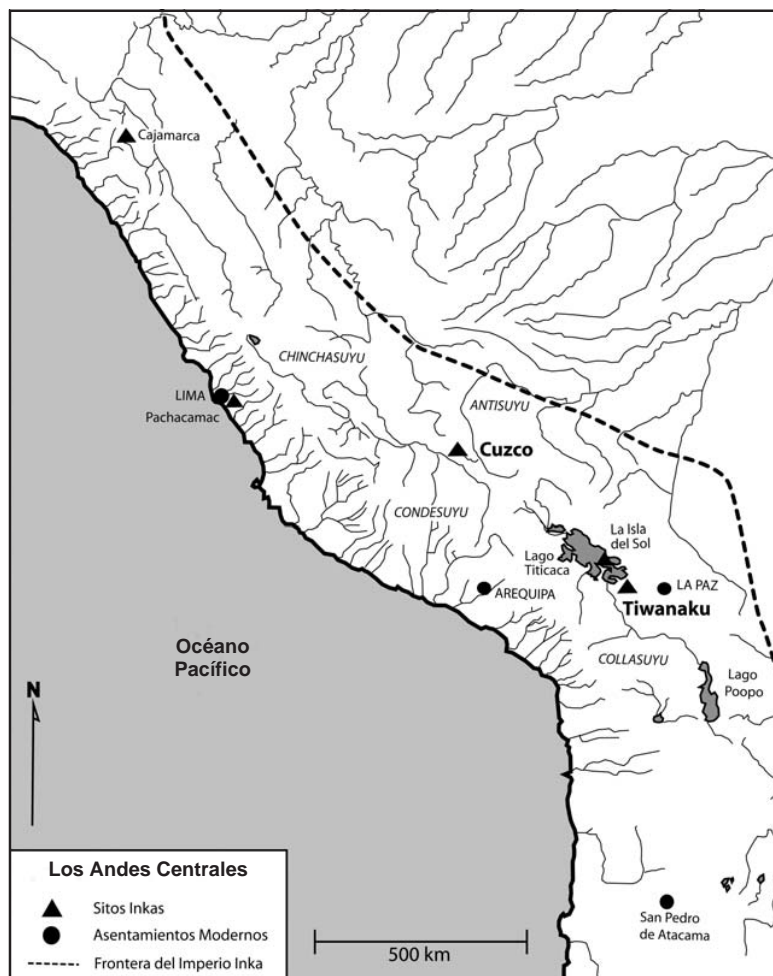 Cajamarca
CHINCHASUYU
LIMA
Pachacamac
ANTISUYU
Cuzco
CONDESUYU
La Isla
del Sol
Lago
Titicaca
AREQUIPA
LA PAZ
Tiwanaku
Océano
Pacífico
COLLASUYU
Lago
Poopo
N
San Pedro
de Atacama
Los Andes Centrales
Sitos Inkas
Asentamientos Modernos
Frontera del Imperio Inka
500 km